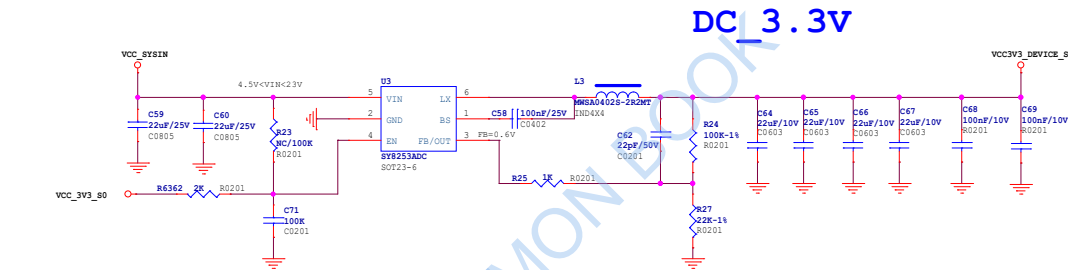 DC_3.3V
VCC_SYSIN
VCC3V3_DEVICE_S
4.5V<VIN<23V
U3
L3
5
VIN
LX
6
MWSA0402S-2R2MT
IND4X4
C59
22uF/25V
C0805
C60
22uF/25V
C0805
R23
NC/100K
R0201
2
GND
BS
1
C58
100nF/25V
C0402
4
EN
FB/OUT
3
FB=0.6V
SY8253ADC
SOT23-6
C62
22pF/50V
C0201
R24
100K-1%
R0201
C64
22uF/10V
C0603
C65
22uF/10V
C0603
C66
22uF/10V
C0603
C67
22uF/10V
C0603
C68
100nF/10V
R0201
C69
100nF/10V
R0201
R25
1K
R0201
VCC_3V3_S0
R6362
2K
R0201
C71
100K
C0201
R27
22K-1%
R0201
MON BOOK